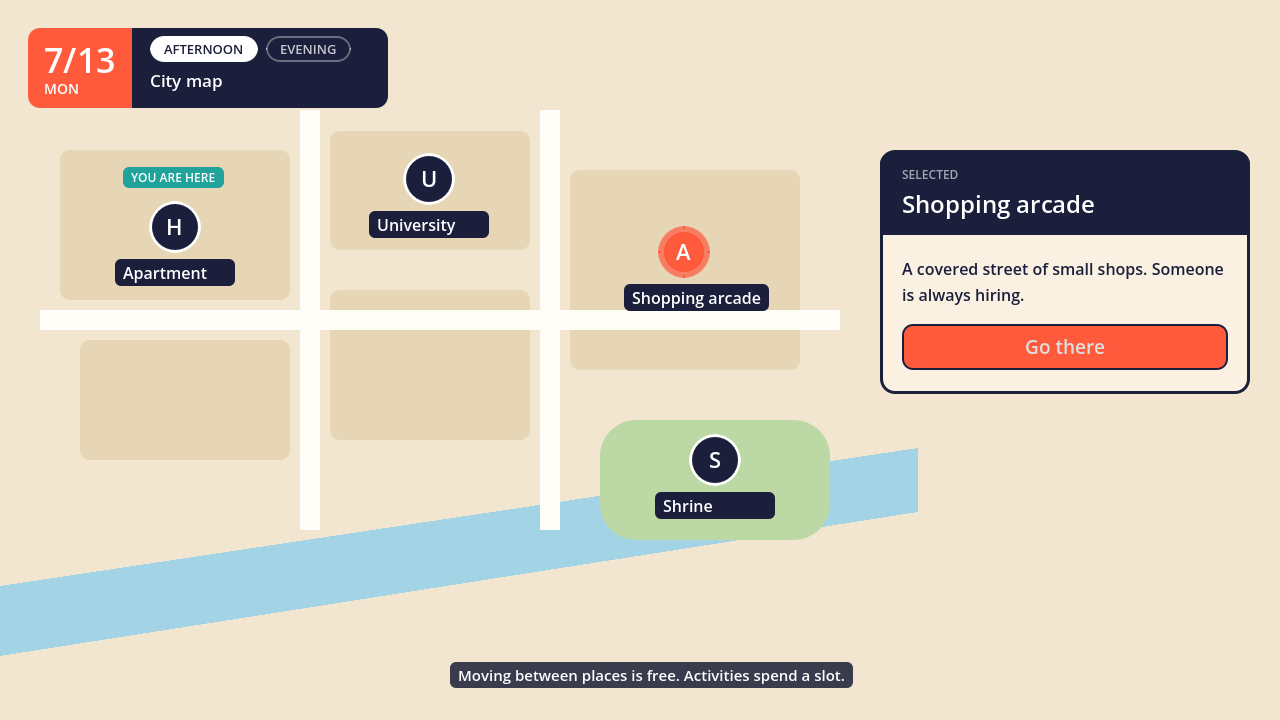 7/13
MON
AFTERNOON
EVENING
City map
YOU ARE HERE
H
Apartment
U
University
A
Shopping arcade
S
Shrine
SELECTED
Shopping arcade
A covered street of small shops. Someone
is always hiring.
Go there
Moving between places is free. Activities spend a slot.